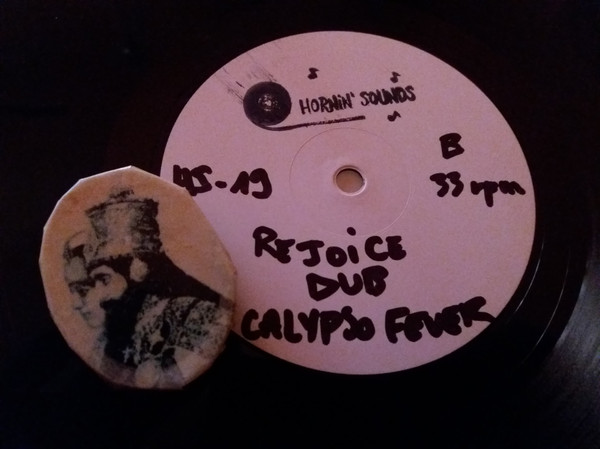 HORNiN' SOUNDS
HS-19
B
33 rpm
REJOiCE
DUB
CALYPSO FEVER